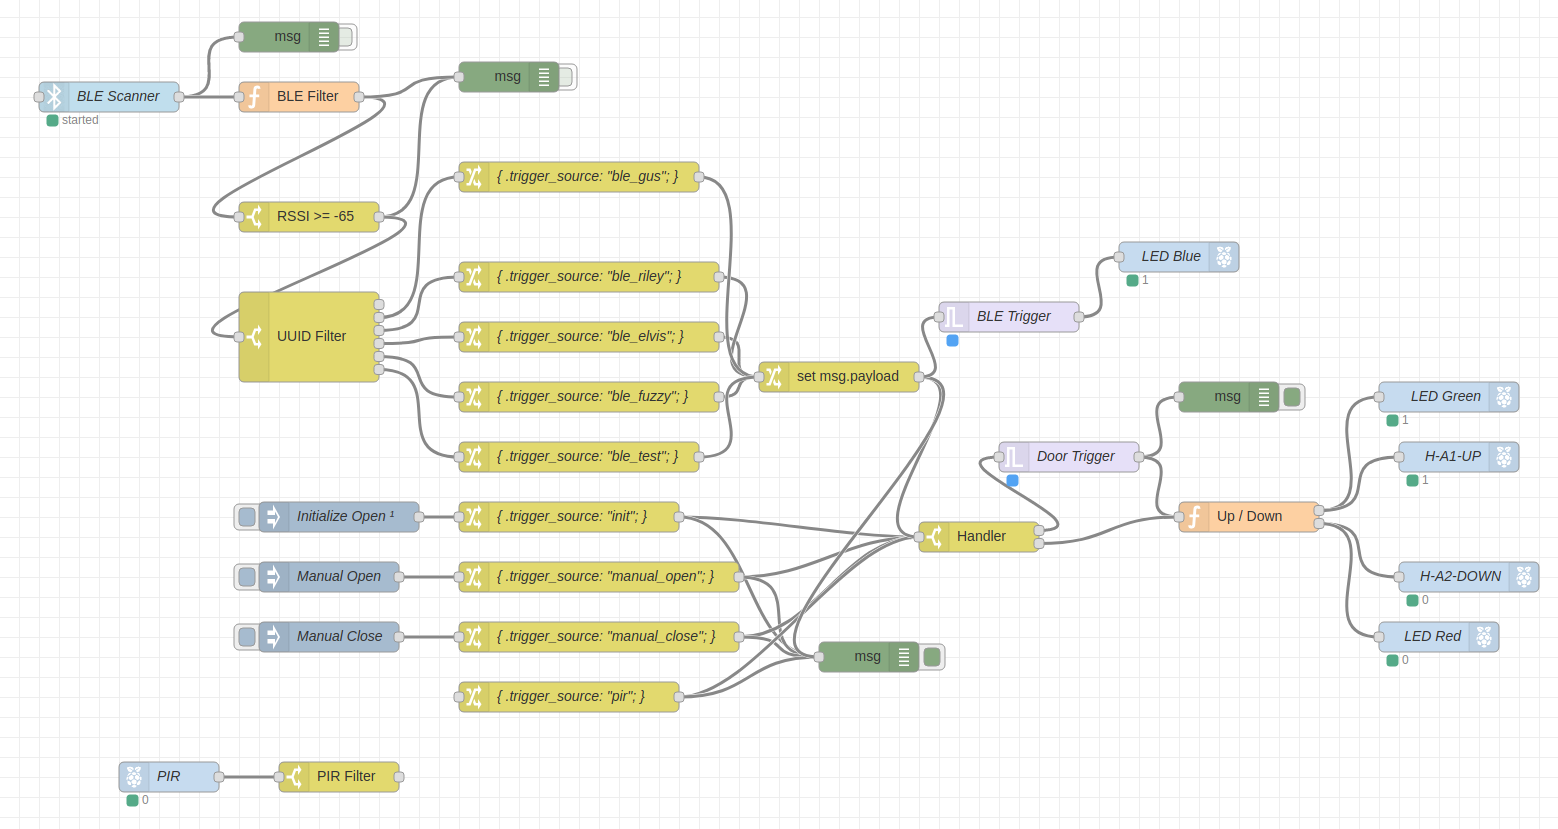 msg
msg
BLE Scanner
started
BLE Filter
{ .trigger_source: "ble_gus"; }
RSSI >= -65
LED Blue
1
{ .trigger_source: "ble_riley"; }
BLE Trigger
UUID Filter
{ .trigger_source: "ble_elvis"; }
set msg.payload
{ .trigger_source: "ble_fuzzy"; }
msg
LED Green
1
{ .trigger_source: "ble_test"; }
Door Trigger
H-A1-UP
1
Initialize Open ¹
{ .trigger_source: "init"; }
Handler
Up / Down
Manual Open
{ .trigger_source: "manual_open"; }
H-A2-DOWN
0
Manual Close
{ .trigger_source: "manual_close"; }
msg
LED Red
0
{ .trigger_source: "pir"; }
PIR
0
PIR Filter